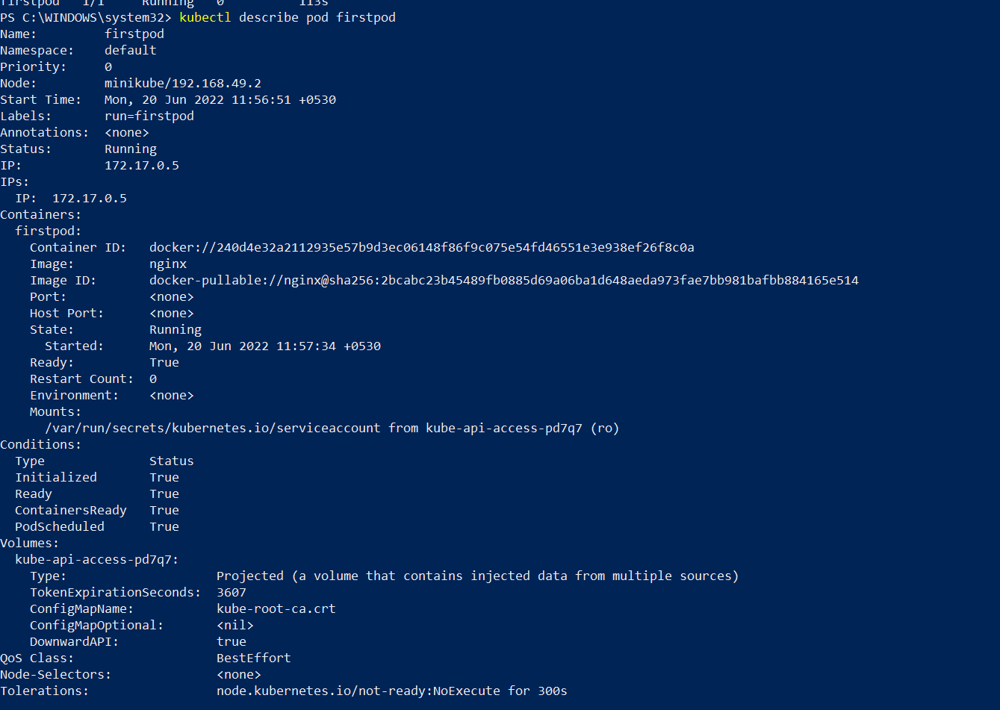 firstpod   1/1     Running   0          113s
PS C:\WINDOWS\system32> kubectl describe pod firstpod
Name:         firstpod
Namespace:    default
Priority:     0
Node:         minikube/192.168.49.2
Start Time:   Mon, 20 Jun 2022 11:56:51 +0530
Labels:       run=firstpod
Annotations:  <none>
Status:       Running
IP:           172.17.0.5
IPs:
  IP:  172.17.0.5
Containers:
  firstpod:
    Container ID:   docker://240d4e32a2112935e57b9d3ec06148f86f9c075e54fd46551e3e938ef26f8c0a
    Image:          nginx
    Image ID:       docker-pullable://nginx@sha256:2bcabc23b45489fb0885d69a06ba1d648aeda973fae7bb981bafbb884165e514
    Port:           <none>
    Host Port:      <none>
    State:          Running
      Started:      Mon, 20 Jun 2022 11:57:34 +0530
    Ready:          True
    Restart Count:  0
    Environment:    <none>
    Mounts:
      /var/run/secrets/kubernetes.io/serviceaccount from kube-api-access-pd7q7 (ro)
Conditions:
  Type              Status
  Initialized       True
  Ready             True
  ContainersReady   True
  PodScheduled      True
Volumes:
  kube-api-access-pd7q7:
    Type:                    Projected (a volume that contains injected data from multiple sources)
    TokenExpirationSeconds:  3607
    ConfigMapName:           kube-root-ca.crt
    ConfigMapOptional:       <nil>
    DownwardAPI:             true
QoS Class:                   BestEffort
Node-Selectors:              <none>
Tolerations:                 node.kubernetes.io/not-ready:NoExecute for 300s